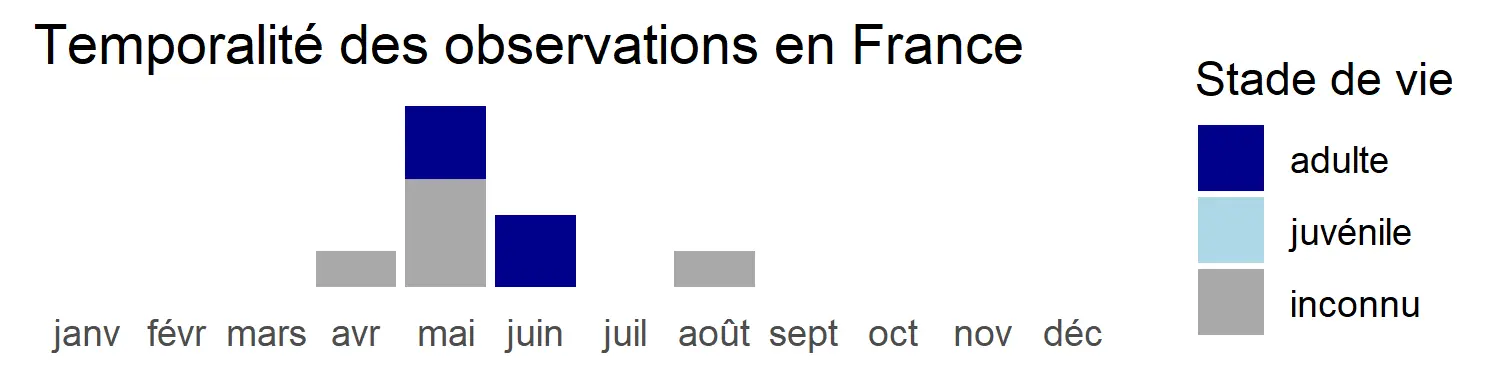 Temporalité des observations en France
janv févr mars avr mai juin juil août sept oct nov déc
Stade de vie
adulte
juvénile
inconnu